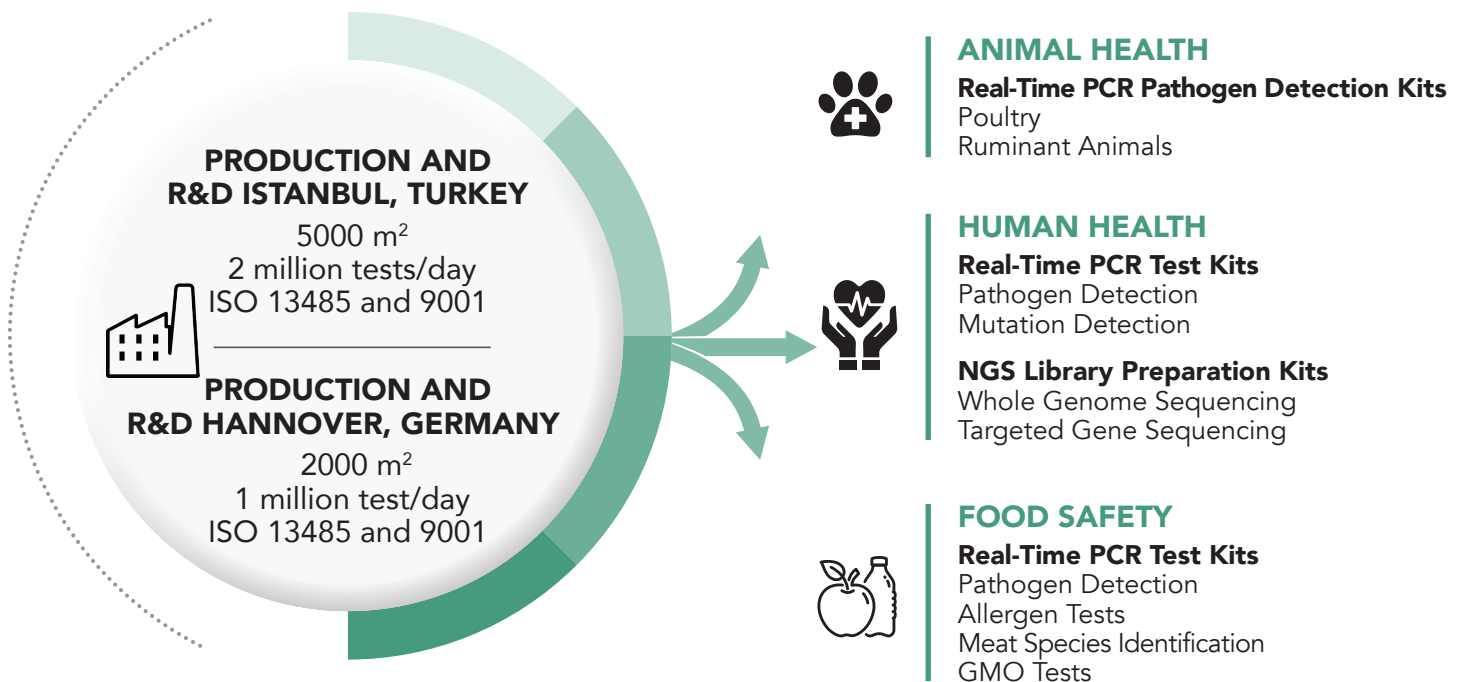 PRODUCTION AND
R&D ISTANBUL, TURKEY
5000 m²
2 million tests/day
ISO 13485 and 9001
PRODUCTION AND
R&D HANNOVER, GERMANY
2000 m²
1 million test/day
ISO 13485 and 9001
ANIMAL HEALTH
Real-Time PCR Pathogen Detection Kits
Poultry
Ruminant Animals
HUMAN HEALTH
Real-Time PCR Test Kits
Pathogen Detection
Mutation Detection
NGS Library Preparation Kits
Whole Genome Sequencing
Targeted Gene Sequencing
FOOD SAFETY
Real-Time PCR Test Kits
Pathogen Detection
Allergen Tests
Meat Species Identification
GMO Tests